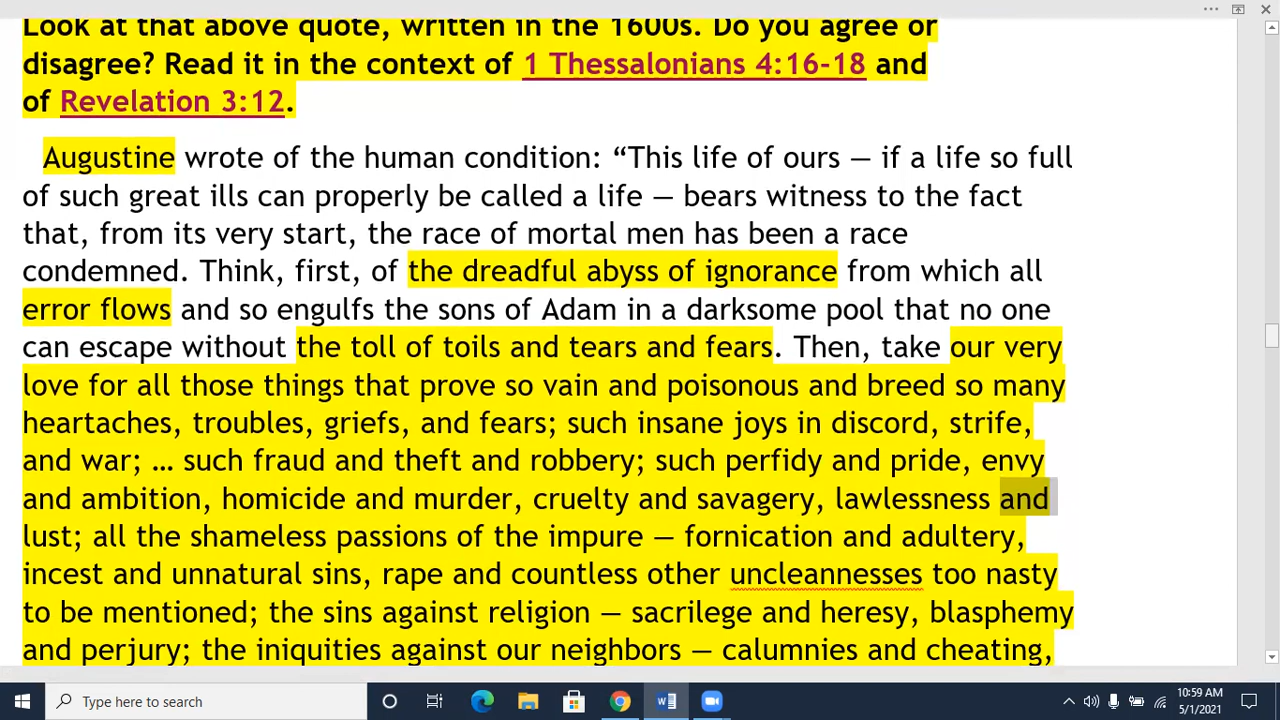 Look at that above quote, written in the 1600s. Do you agree or
disagree? Read it in the context of 1 Thessalonians 4:16-18 and
of Revelation 3:12.
Augustine wrote of the human condition: “This life of ours — if a life so full
of such great ills can properly be called a life — bears witness to the fact
that, from its very start, the race of mortal men has been a race
condemned. Think, first, of the dreadful abyss of ignorance from which all
error flows and so engulfs the sons of Adam in a darksome pool that no one
can escape without the toll of toils and tears and fears. Then, take our very
love for all those things that prove so vain and poisonous and breed so many
heartaches, troubles, griefs, and fears; such insane joys in discord, strife,
and war; … such fraud and theft and robbery; such perfidy and pride, envy
and ambition, homicide and murder, cruelty and savagery, lawlessness and
lust; all the shameless passions of the impure — fornication and adultery,
incest and unnatural sins, rape and countless other uncleannesses too nasty
to be mentioned; the sins against religion — sacrilege and heresy, blasphemy
and perjury; the iniquities against our neighbors — calumnies and cheating,
Type here to search
10:59 AM
5/1/2021